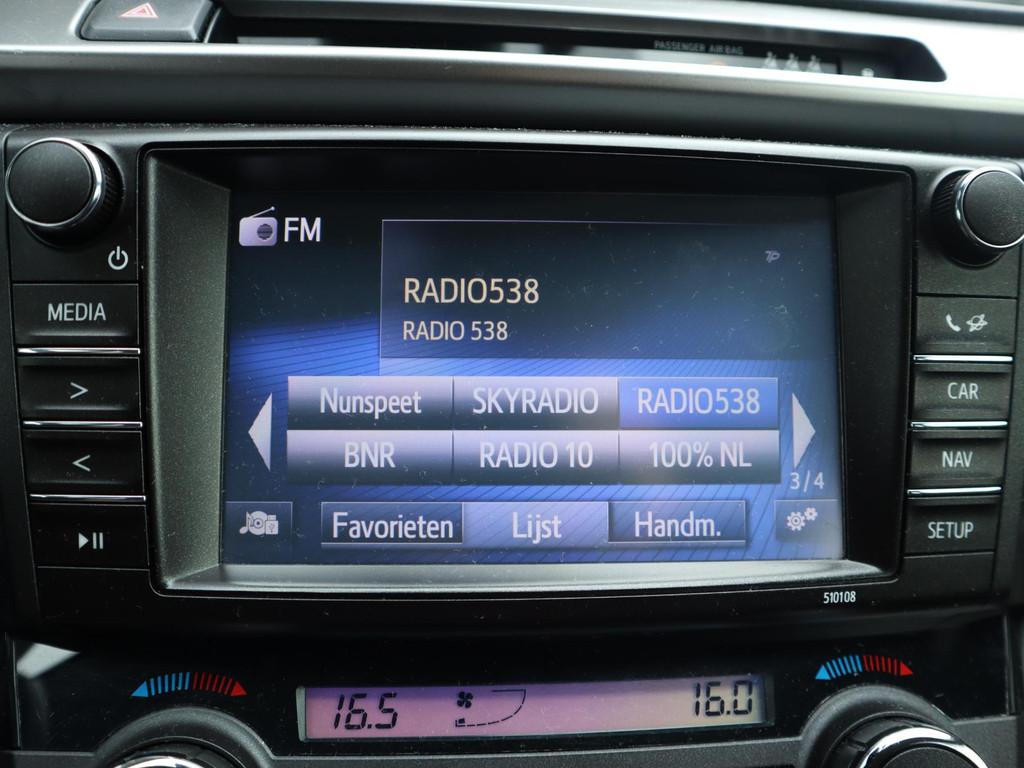 PASSENGER AIR BAG
FM
RADIO538
RADIO 538
MEDIA
>
<
Nunspeet SKYRADIO RADIO538
BNR RADIO 10 100% NL
3/4
Favorieten Lijst Handm.
CAR
NAV
SETUP
510108
16.5 16.0